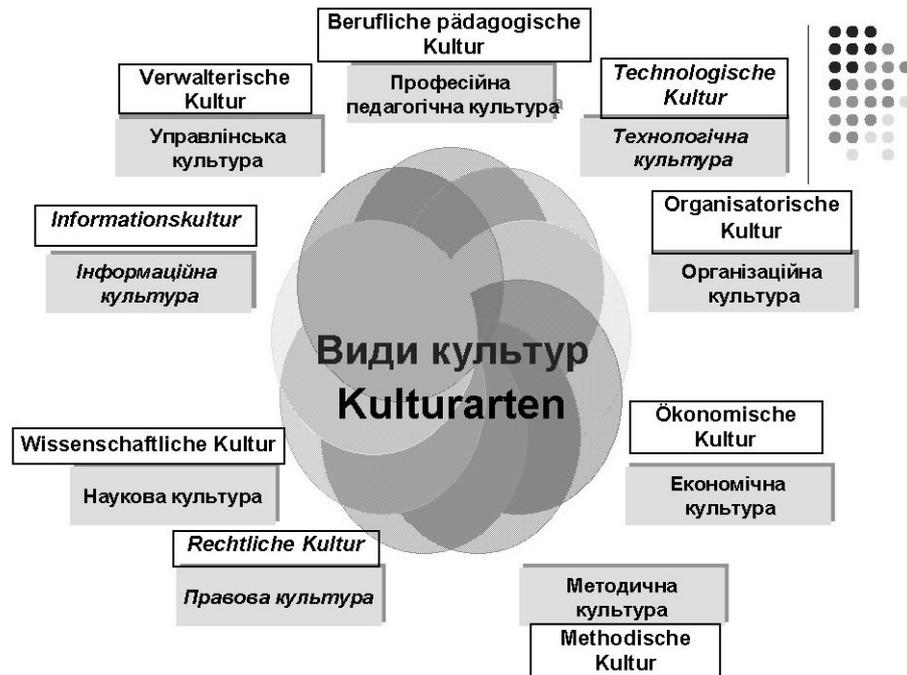 Berufliche pädagogische
Kultur
Професійна
педагогічна культура
Verwalterische
Kultur
Управлінська
культура
Technologische
Kultur
Технологічна
культура
Informationskultur
Інформаційна
культура
Organisatorische
Kultur
Організаційна
культура
Види культур
Kulturarten
Wissenschaftliche Kultur
Наукова культура
Ökonomische
Kultur
Економічна
культура
Rechtliche Kultur
Правова культура
Методична
культура
Methodische
Kultur